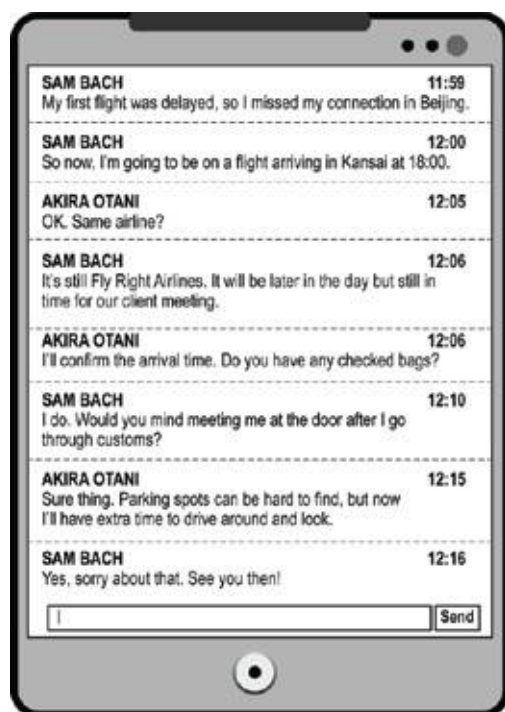 SAM BACH 11:59
My first flight was delayed, so I missed my connection in Beijing.
SAM BACH 12:00
So now, I'm going to be on a flight arriving in Kansai at 18:00.
AKIRA OTANI 12:05
OK. Same airline?
SAM BACH 12:06
It's still Fly Right Airlines. It will be later in the day but still in
time for our client meeting.
AKIRA OTANI 12:06
I'll confirm the arrival time. Do you have any checked bags?
SAM BACH 12:10
I do. Would you mind meeting me at the door after I go
through customs?
AKIRA OTANI 12:15
Sure thing. Parking spots can be hard to find, but now
I'll have extra time to drive around and look.
SAM BACH 12:16
Yes, sorry about that. See you then!
Send